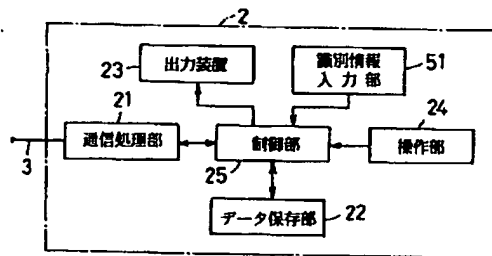 2
23
出力装置
識別情報
入力部
51
21
通信処理部
制御部
24
操作部
3
25
データ保存部
22